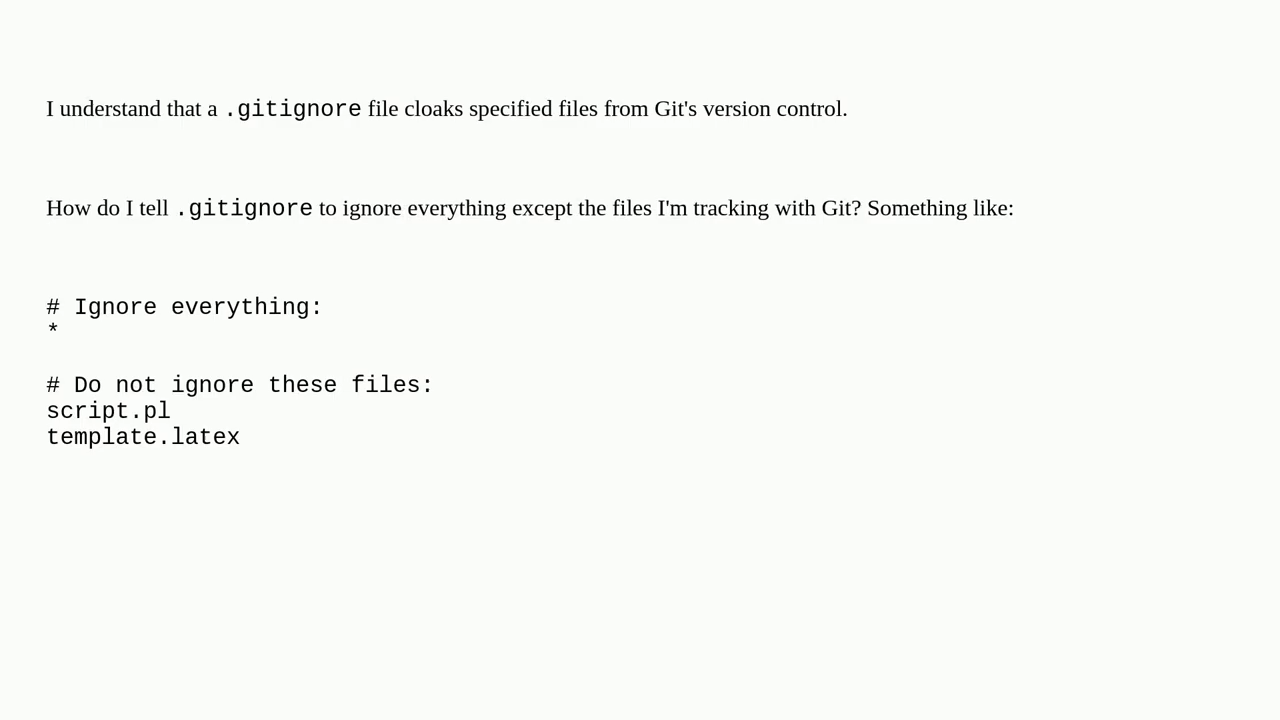 I understand that a .gitignore file cloaks specified files from Git's version control.
How do I tell .gitignore to ignore everything except the files I'm tracking with Git? Something like:
# Ignore everything:
*
# Do not ignore these files:
script.pl
template.latex